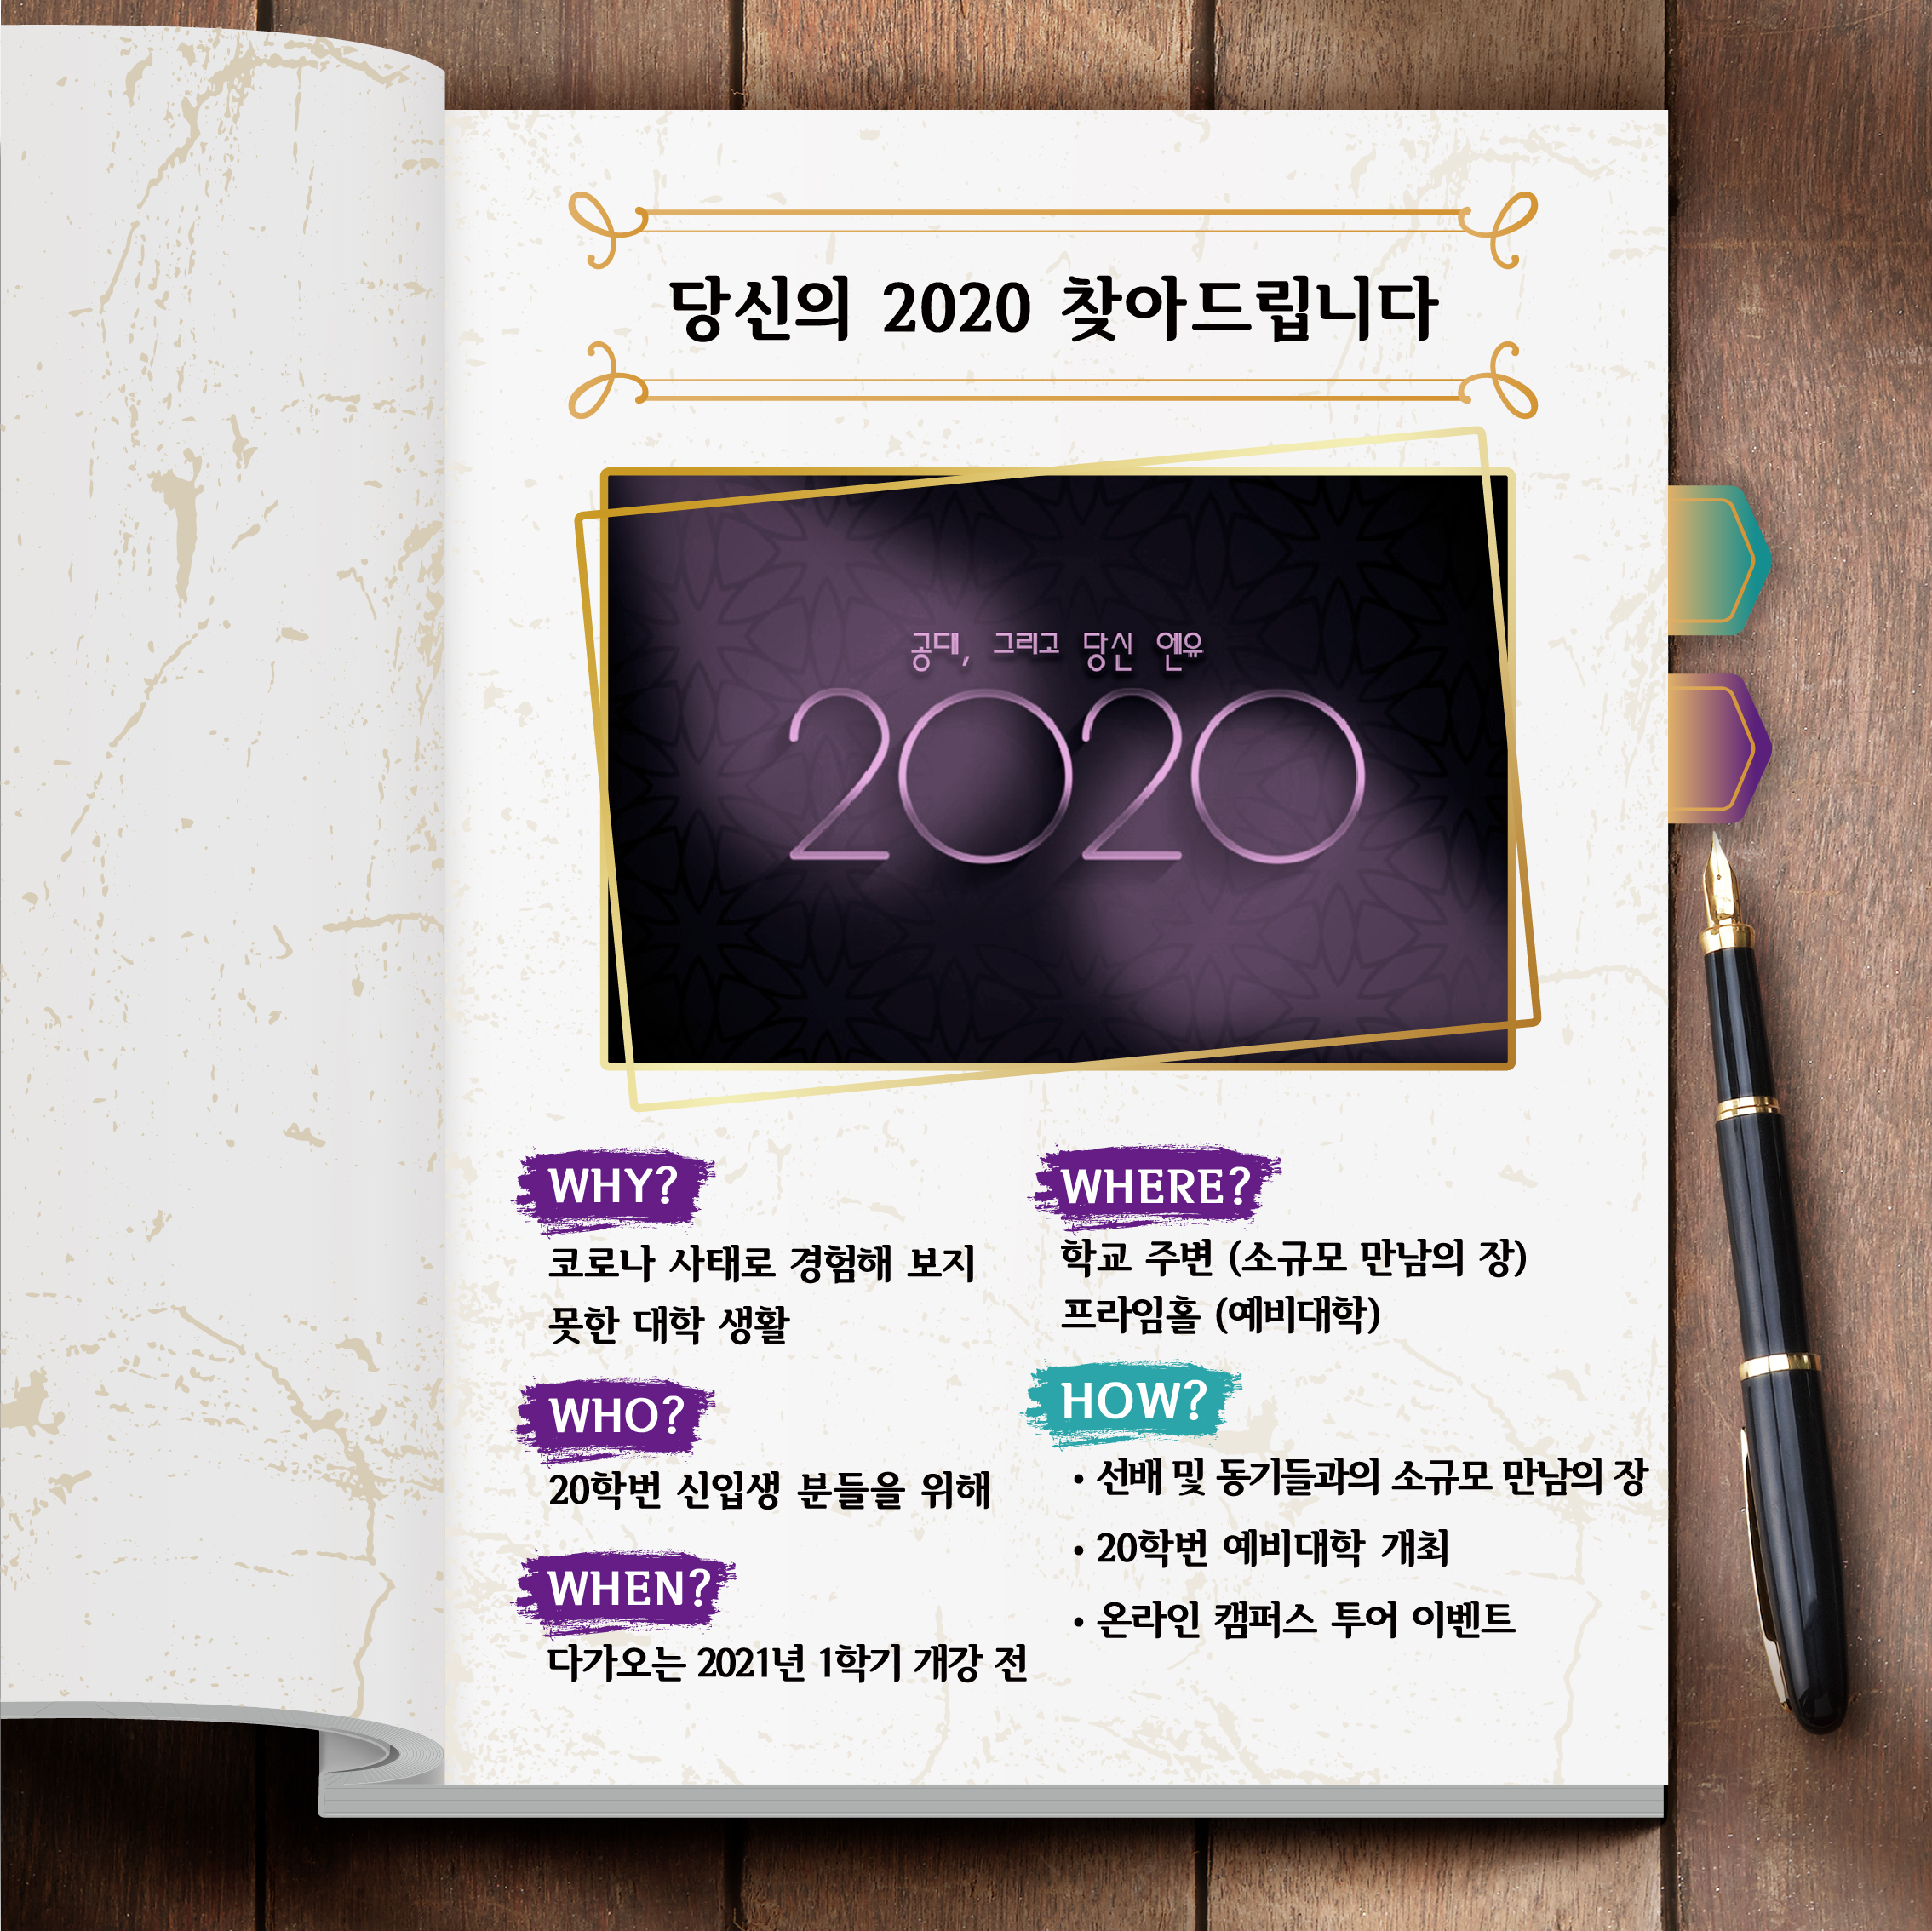 당신의 2020 찾아드립니다
공대, 그리고 당신 엔유
2020
WHY?
코로나 사태로 경험해 보지
못한 대학 생활
WHO?
20학번 신입생 분들을 위해
WHEN?
다가오는 2021년 1학기 개강 전
WHERE?
학교 주변 (소규모 만남의 장)
프라임홀 (예비대학)
HOW?
• 선배 및 동기들과의 소규모 만남의 장
• 20학번 예비대학 개최
• 온라인 캠퍼스 투어 이벤트